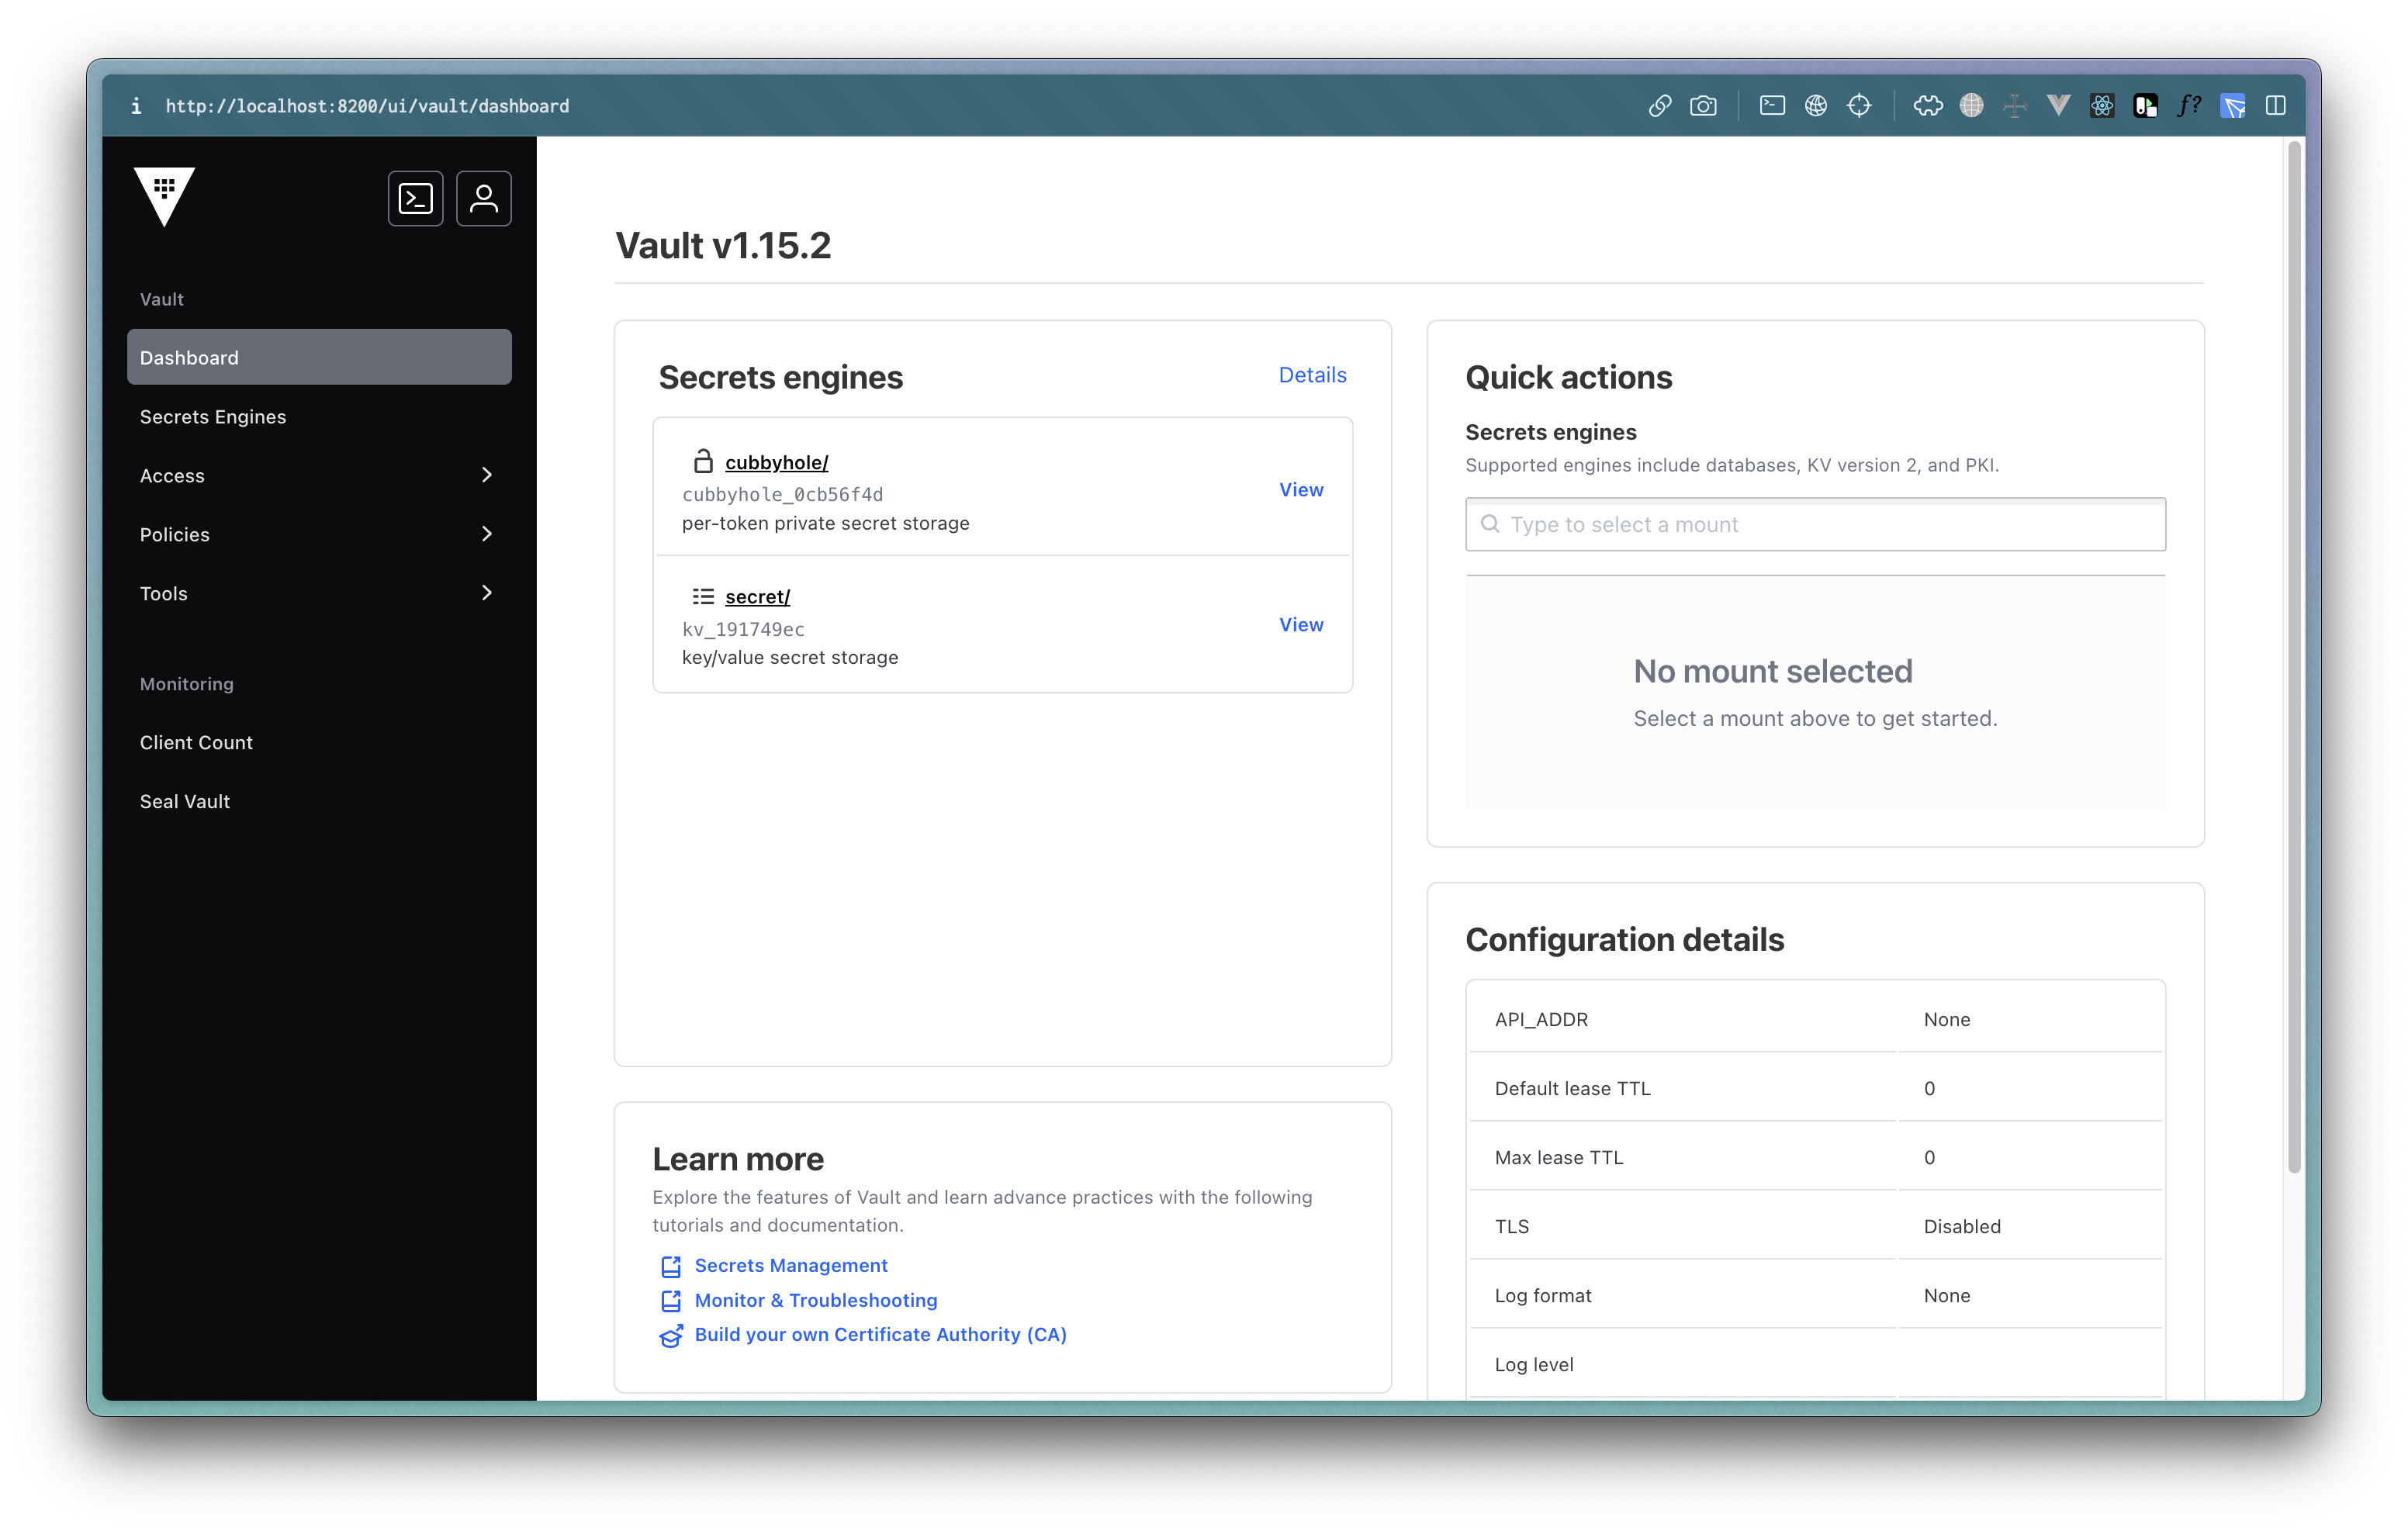 http://localhost:8200/ui/vault/dashboard
f?
Vault
Dashboard
Secrets Engines
Access
Policies
Tools
Monitoring
Client Count
Seal Vault
Vault v1.15.2
Secrets engines
Details
cubbyhole/
cubbyhole_0cb56f4d
per-token private secret storage
View
secret/
kv_191749ec
key/value secret storage
View
Learn more
Explore the features of Vault and learn advance practices with the following
tutorials and documentation.
Secrets Management
Monitor & Troubleshooting
Build your own Certificate Authority (CA)
Quick actions
Secrets engines
Supported engines include databases, KV version 2, and PKI.
Type to select a mount
No mount selected
Select a mount above to get started.
Configuration details
API_ADDR None
Default lease TTL 0
Max lease TTL 0
TLS Disabled
Log format None
Log level